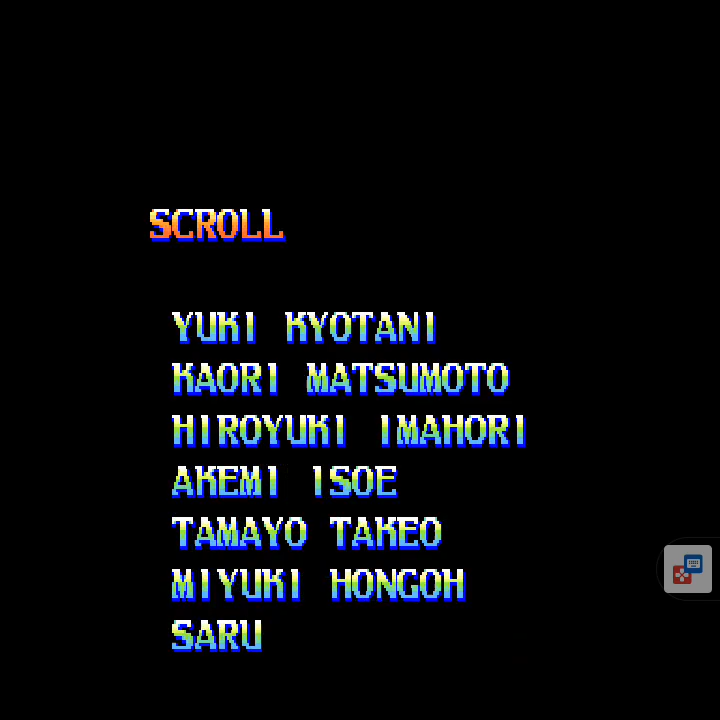 SCROLL
YUKI KYOTANI
KAORI MATSUMOTO
HIROYUKI IMAHORI
AKEMI ISOE
TAMAYO TAKEO
MIYUKI HONGOH
SARU